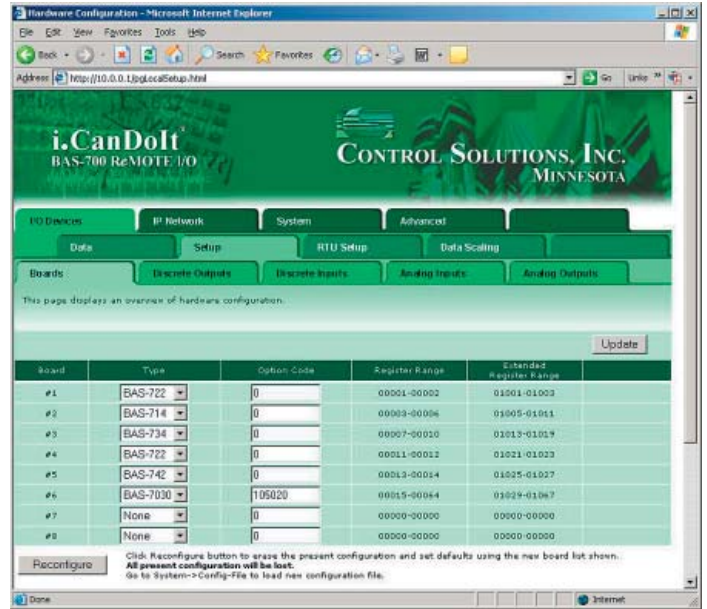 Hardware Configuration - Microsoft Internet Explorer
File Edit View Favorites Tools Help
Back Search Favorites
Address http://10.0.0.1/pgLocalSetup.html Go Links
i.CanDoIt
BAS-700 ReMOTE I/O
CONTROL SOLUTIONS, INC.
MINNESOTA
I/O Devices IP Network System Advanced
Data Setup RTU Setup Data Scaling
Boards Discrete Outputs Discrete Inputs Analog Inputs Analog Outputs
This page displays an overview of hardware configuration.
Update
Board Type Option Code Register Range Extended Register Range
#1 BAS-722 0 00001-00002 01001-01003
#2 BAS-714 0 00003-00006 01005-01011
#3 BAS-734 0 00007-00010 01013-01019
#4 BAS-722 0 00011-00012 01021-01023
#5 BAS-742 0 00013-00014 01025-01027
#6 BAS-7030 105020 00015-00064 01029-01067
#7 None 0 00000-00000 00000-00000
#8 None 0 00000-00000 00000-00000
Reconfigure
Click Reconfigure button to erase the present configuration and set defaults using the new board list shown.
All present configuration will be lost.
Go to System->Config-File to load new configuration file.
Done Internet